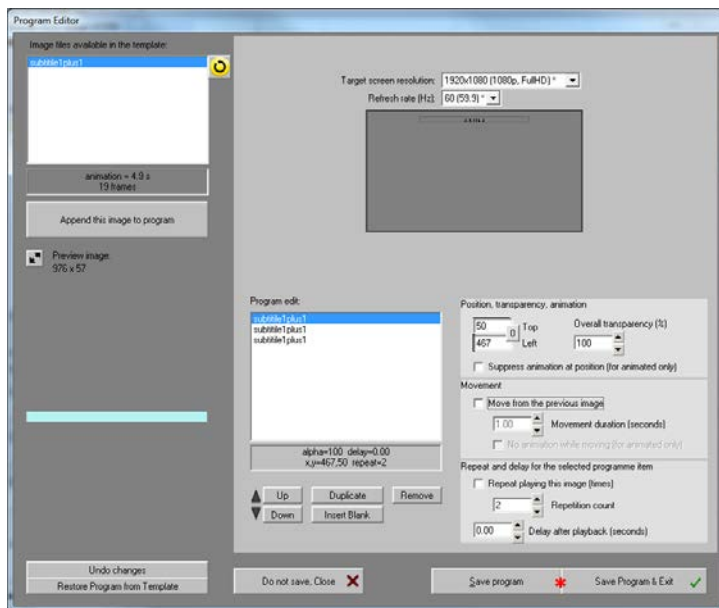 Program Editor
Image files available in the template:
subtitile1plus1
animation = 4.9 s
19 frames
Append this image to program
Preview image:
976 x 57
Target screen resolution: 1920x1080 (1080p, FullHD) *
Refresh rate (Hz): 60 (59.9) *
Program edit:
subtitile1plus1
subtitile1plus1
subtitile1plus1
alpha=100 delay=0.00
x,y=467,50 repeat=2
Up
Duplicate
Remove
Down
Insert Blank
Position, transparency, animation
50 Top
0
467 Left
Overall transparency (%)
100
Suppress animation at position (for animated only)
Movement
Move from the previous image
1.00 Movement duration (seconds)
No animation while moving (for animated only)
Repeat and delay for the selected programme item
Repeat playing this image (times)
2 Repetition count
0.00 Delay after playback (seconds)
Undo changes
Restore Program from Template
Do not save, Close
Save program
Save Program & Exit